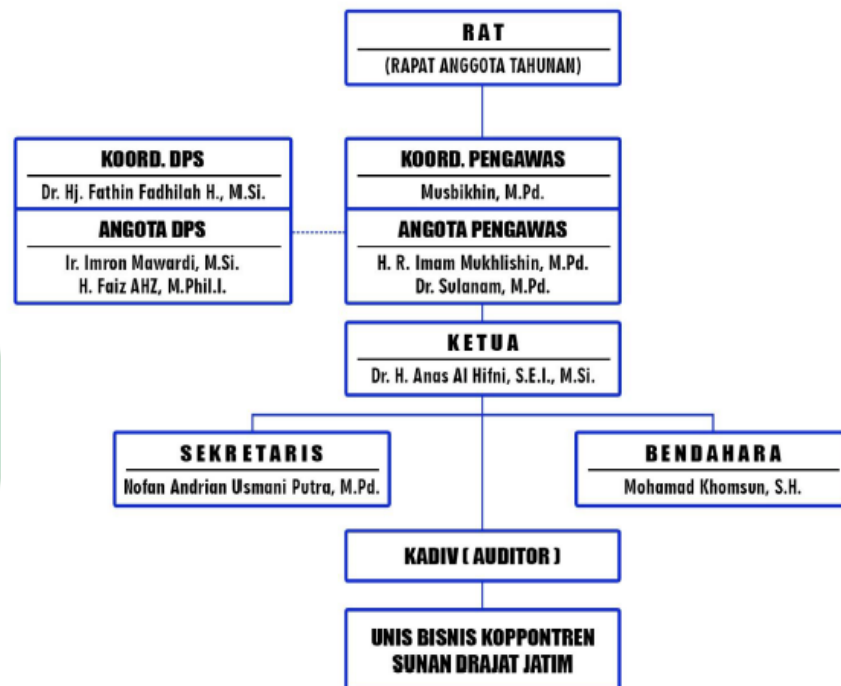 RAT
(RAPAT ANGGOTA TAHUNAN)
KOORD. DPS
Dr. Hj. Fathin Fadhilah H., M.Si.
ANGOTA DPS
Ir. Imron Mawardi, M.Si.
H. Faiz AHZ, M.Phil.I.
KOORD. PENGAWAS
Musbikhin, M.Pd.
ANGOTA PENGAWAS
H. R. Imam Mukhlishin, M.Pd.
Dr. Sulanam, M.Pd.
KETUA
Dr. H. Anas Al Hifni, S.E.I., M.Si.
SEKRETARIS
Nofan Andrian Usmani Putra, M.Pd.
BENDAHARA
Mohamad Khomsun, S.H.
KADIV ( AUDITOR )
UNIS BISNIS KOPPONTREN
SUNAN DRAJAT JATIM